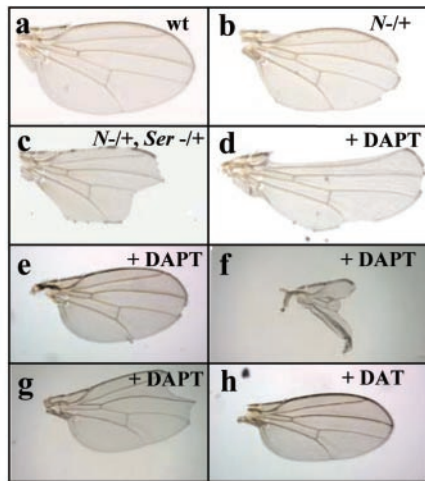 a wt
b N-/+
c N-/+, Ser -/+
d + DAPT
e + DAPT
f + DAPT
g + DAPT
h + DAT